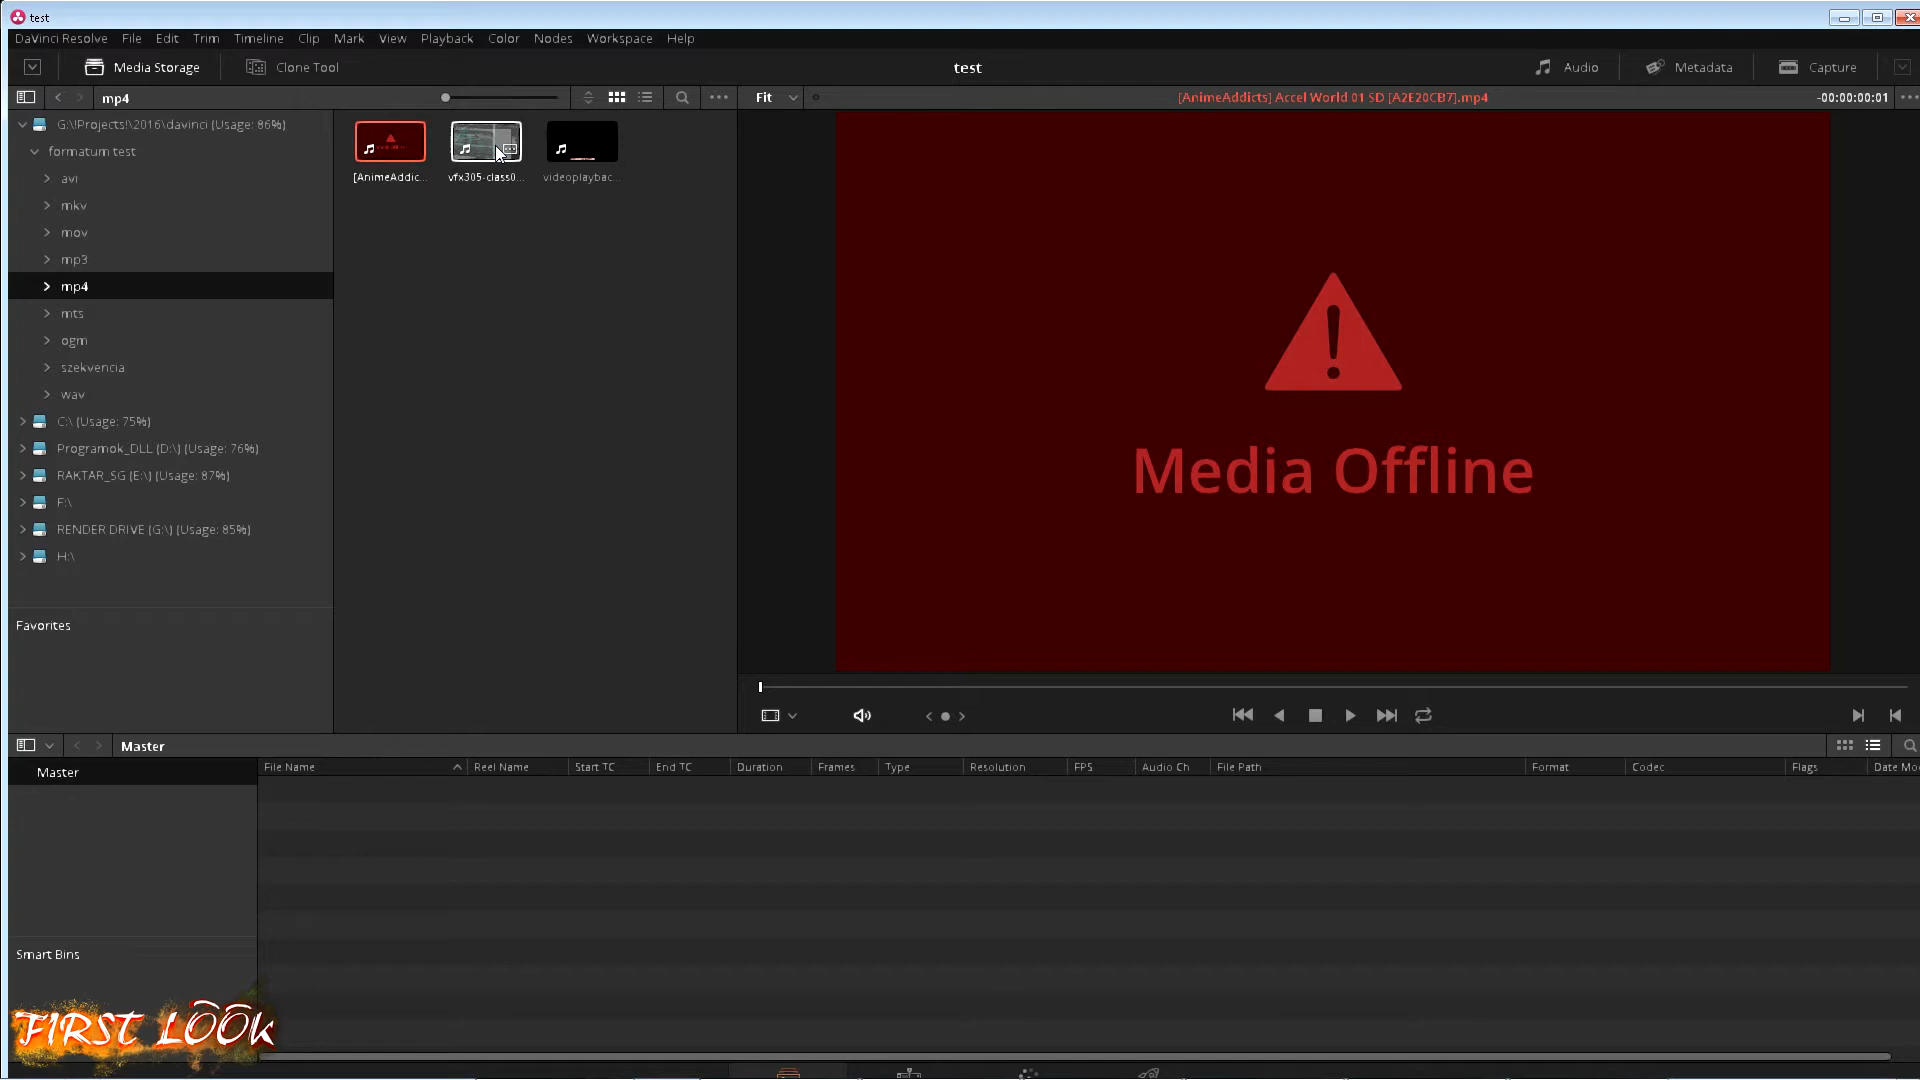 test
DaVinci Resolve File Edit Trim Timeline Clip Mark View Playback Color Nodes Workspace Help
Media Storage Clone Tool test Audio Metadata Capture
mp4 Fit [AnimeAddicts] Accel World 01 SD [A2E20CB7].mp4 -00:00:00:01
G:\!Projects!\2016\davinci (Usage: 86%)
formatum test
avi
mkv
mov
mp3
mp4
mts
ogm
szekvencia
wav
C:\ (Usage: 75%)
Programok_DLL (D:\) (Usage: 76%)
RAKTAR_SG (E:\) (Usage: 87%)
F:\
RENDER DRIVE (G:\) (Usage: 85%)
H:\
Favorites
[AnimeAddic... vfx305-class0... videoplaybac...
Media Offline
Master
Master
File Name Reel Name Start TC End TC Duration Frames Type Resolution FPS Audio Ch File Path Format Codec Flags Date Mo
Smart Bins
FIRST LOOK